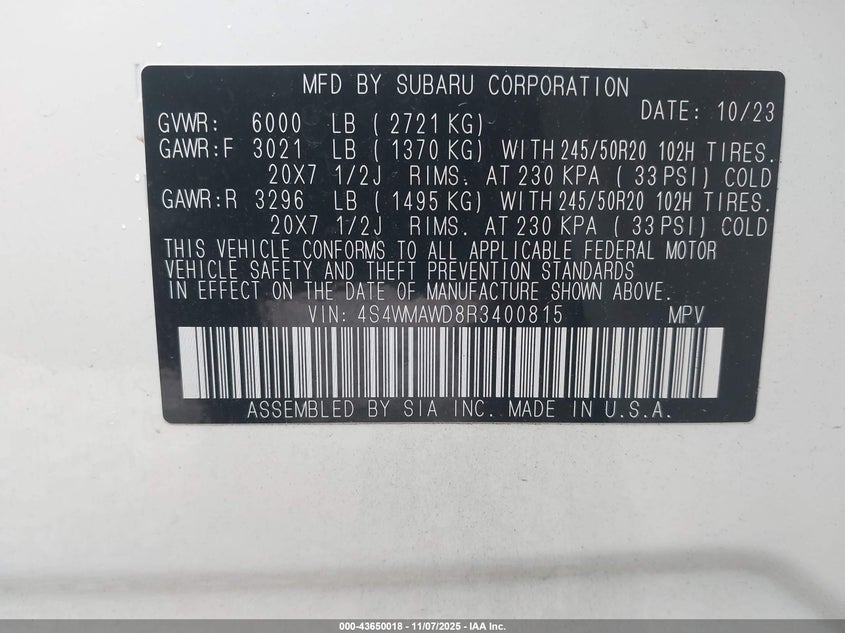 MFD BY SUBARU CORPORATION
DATE: 10/23
GVWR: 6000 LB ( 2721 KG)
GAWR:F 3021 LB ( 1370 KG) WITH 245/50R20 102H TIRES.
20X7 1/2J RIMS. AT 230 KPA ( 33 PSI) COLD
GAWR:R 3296 LB ( 1495 KG) WITH 245/50R20 102H TIRES.
20X7 1/2J RIMS. AT 230 KPA ( 33 PSI) COLD
THIS VEHICLE CONFORMS TO ALL APPLICABLE FEDERAL MOTOR
VEHICLE SAFETY AND THEFT PREVENTION STANDARDS
IN EFFECT ON THE DATE OF MANUFACTURE SHOWN ABOVE.
VIN: 4S4WMAWD8R3400815 MPV
ASSEMBLED BY SIA INC. MADE IN U.S.A.
000-43650018 - 11/07/2025 - IAA Inc.